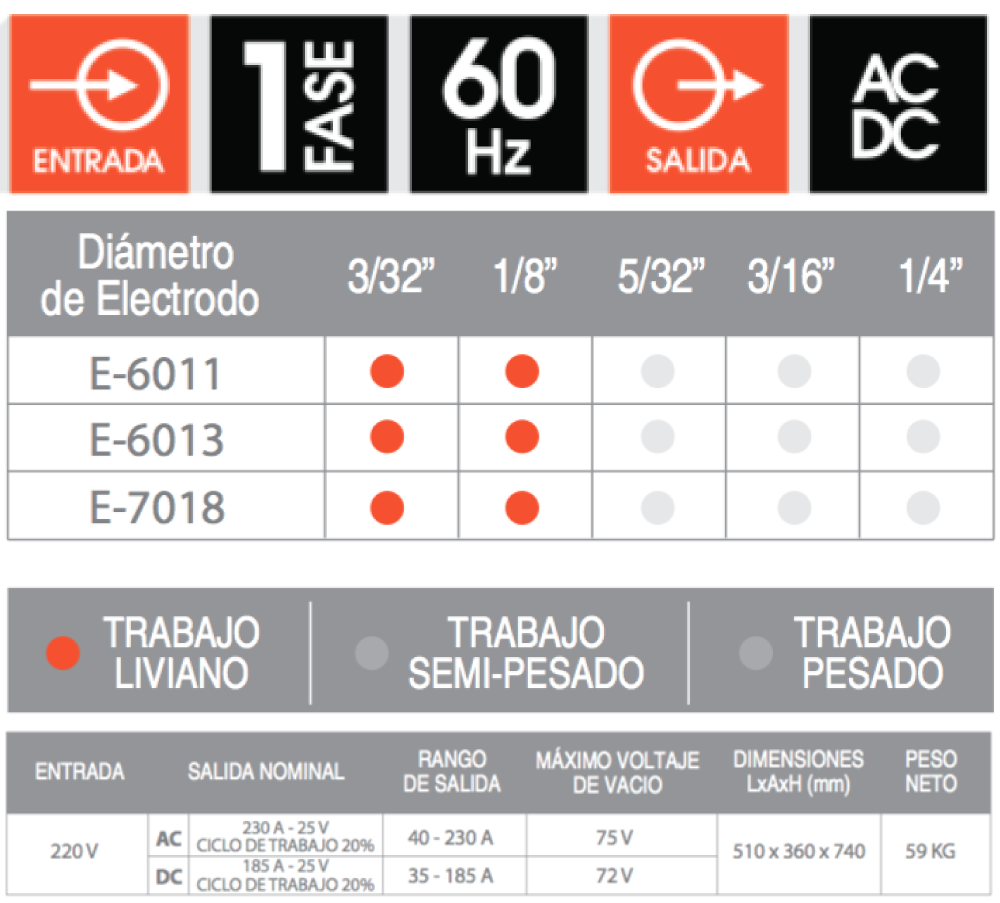 ENTRADA
1 FASE
60
Hz
SALIDA
AC
DC
Diámetro
de Electrodo
3/32” 1/8” 5/32” 3/16” 1/4”
E-6011
E-6013
E-7018
TRABAJO
LIVIANO
TRABAJO
SEMI-PESADO
TRABAJO
PESADO
ENTRADA
SALIDA NOMINAL
RANGO
DE SALIDA
MÁXIMO VOLTAJE
DE VACIO
DIMENSIONES
LxAxH (mm)
PESO
NETO
220 V
AC
230 A - 25 V
CICLO DE TRABAJO 20%
40 - 230 A
75 V
DC
185 A - 25 V
CICLO DE TRABAJO 20%
35 - 185 A
72 V
510 x 360 x 740
59 KG